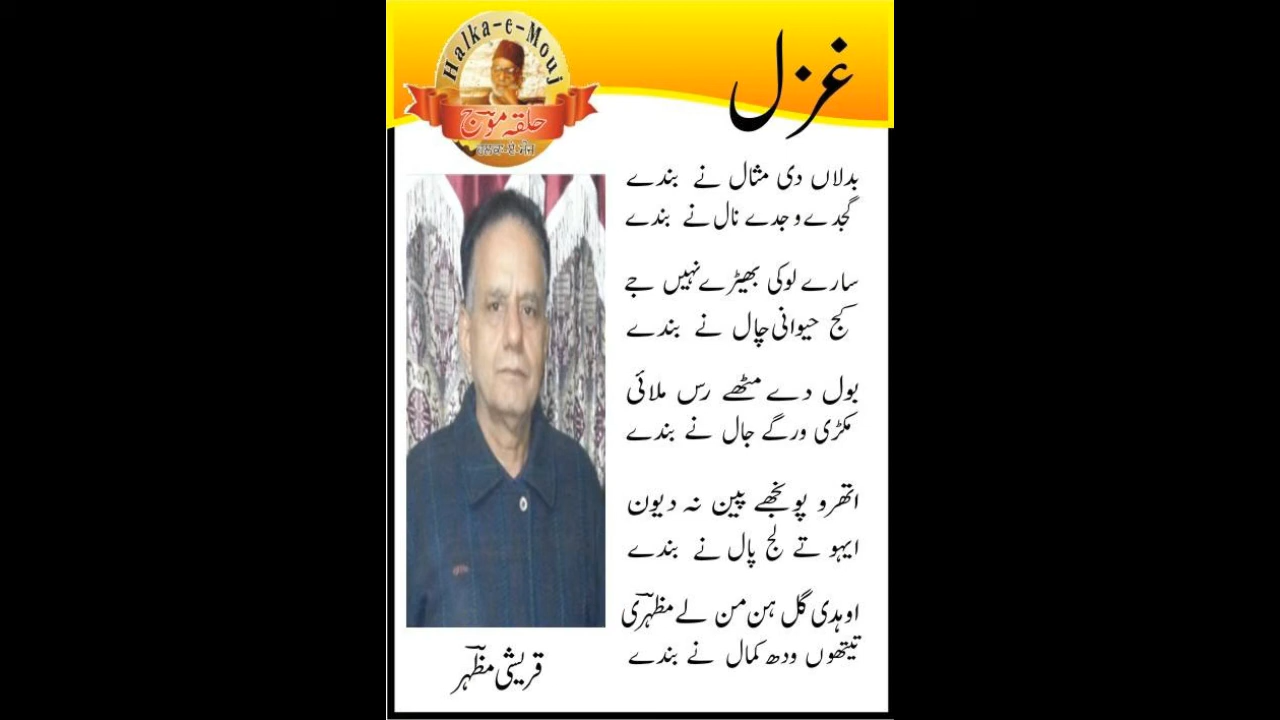 Halka-e-Mouj
حلقہ موج
غزل
بدلاں دی مثال نے بندے
گجدے وجدے نال نے بندے
سارے لوکی بھیڑے نہیں جے
کج حیوانی چال نے بندے
بول دے مٹھے رس ملائی
مکڑی ورگے جال نے بندے
اتھرو پونجھے پین نہ دیون
ایہو تے لج پال نے بندے
اوہدی گل ہن من لے مظہری
تیتھوں ودھ کمال نے بندے
قریشی مظہر